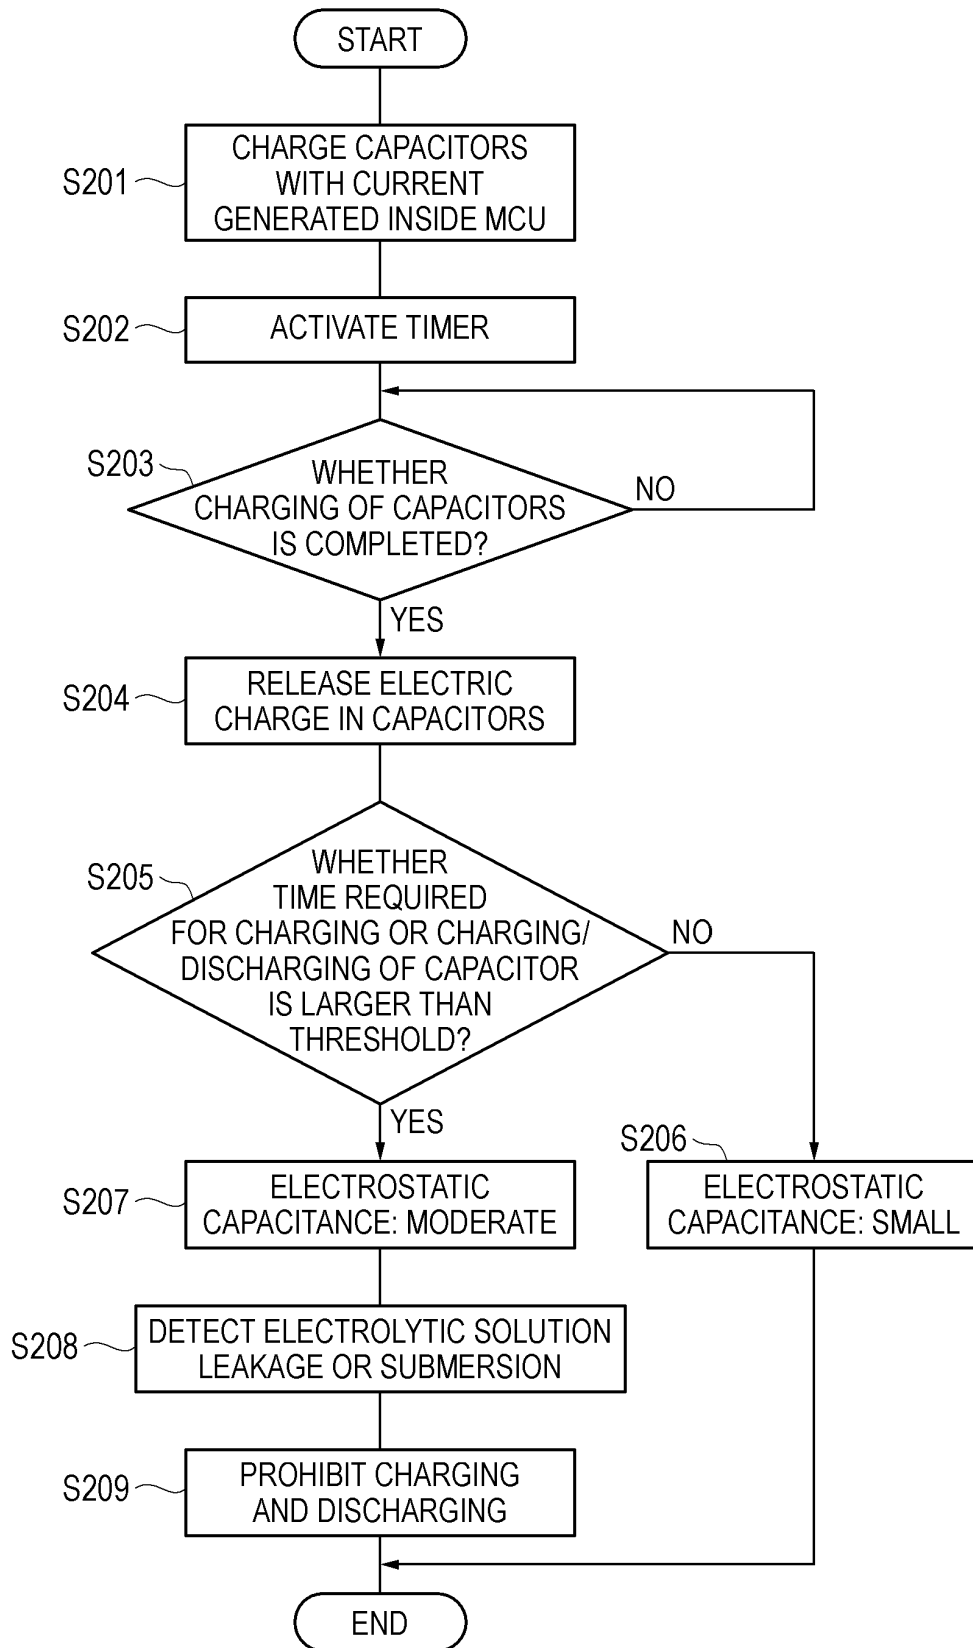 START
S201
CHARGE CAPACITORS
WITH CURRENT
GENERATED INSIDE MCU
S202
ACTIVATE TIMER
S203
WHETHER
CHARGING OF CAPACITORS
IS COMPLETED?
NO
YES
S204
RELEASE ELECTRIC
CHARGE IN CAPACITORS
S205
WHETHER
TIME REQUIRED
FOR CHARGING OR CHARGING/
DISCHARGING OF CAPACITOR
IS LARGER THAN
THRESHOLD?
NO
YES
S206
ELECTROSTATIC
CAPACITANCE: SMALL
S207
ELECTROSTATIC
CAPACITANCE: MODERATE
S208
DETECT ELECTROLYTIC SOLUTION
LEAKAGE OR SUBMERSION
S209
PROHIBIT CHARGING
AND DISCHARGING
END